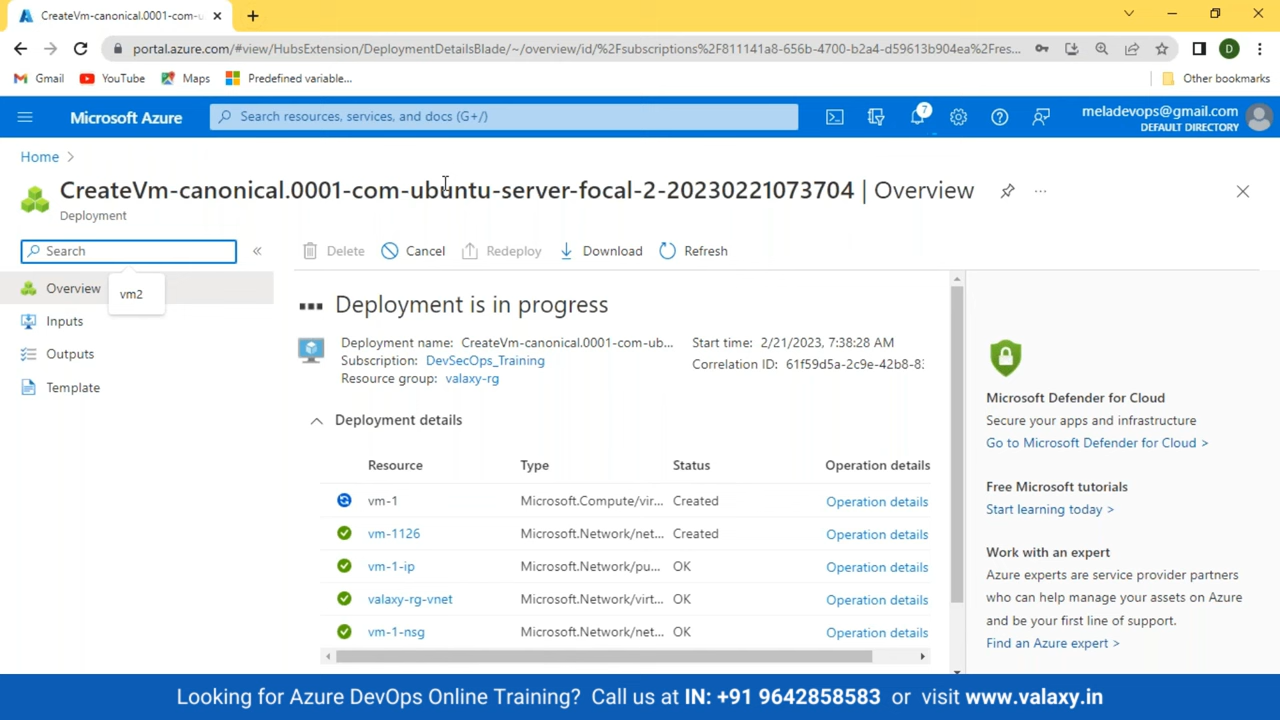 CreateVm-canonical.0001-com-u
portal.azure.com/#view/HubsExtension/DeploymentDetailsBlade/~/overview/id/%2Fsubscriptions%2F811141a8-656b-4700-b2a4-d59613b904ea%2Fres...
Gmail YouTube Maps Predefined variable... Other bookmarks
D
Microsoft Azure
Search resources, services, and docs (G+/)
7
meladevops@gmail.com
DEFAULT DIRECTORY
Home >
CreateVm-canonical.0001-com-ubuntu-server-focal-2-20230221073704 | Overview
Deployment
Search
vm2
Overview
Inputs
Outputs
Template
Delete Cancel Redeploy Download Refresh
Deployment is in progress
Deployment name: CreateVm-canonical.0001-com-ub... Start time: 2/21/2023, 7:38:28 AM
Subscription: DevSecOps_Training Correlation ID: 61f59d5a-2c9e-42b8-83
Resource group: valaxy-rg
Deployment details
Resource Type Status Operation details
vm-1 Microsoft.Compute/vir... Created Operation details
vm-1126 Microsoft.Network/net... Created Operation details
vm-1-ip Microsoft.Network/pu... OK Operation details
valaxy-rg-vnet Microsoft.Network/virt... OK Operation details
vm-1-nsg Microsoft.Network/net... OK Operation details
Microsoft Defender for Cloud
Secure your apps and infrastructure
Go to Microsoft Defender for Cloud >
Free Microsoft tutorials
Start learning today >
Work with an expert
Azure experts are service provider partners
who can help manage your assets on Azure
and be your first line of support.
Find an Azure expert >
Looking for Azure DevOps Online Training? Call us at IN: +91 9642858583 or visit www.valaxy.in